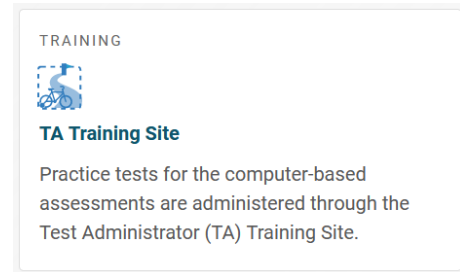 TRAINING
TA Training Site
Practice tests for the computer-based
assessments are administered through the
Test Administrator (TA) Training Site.